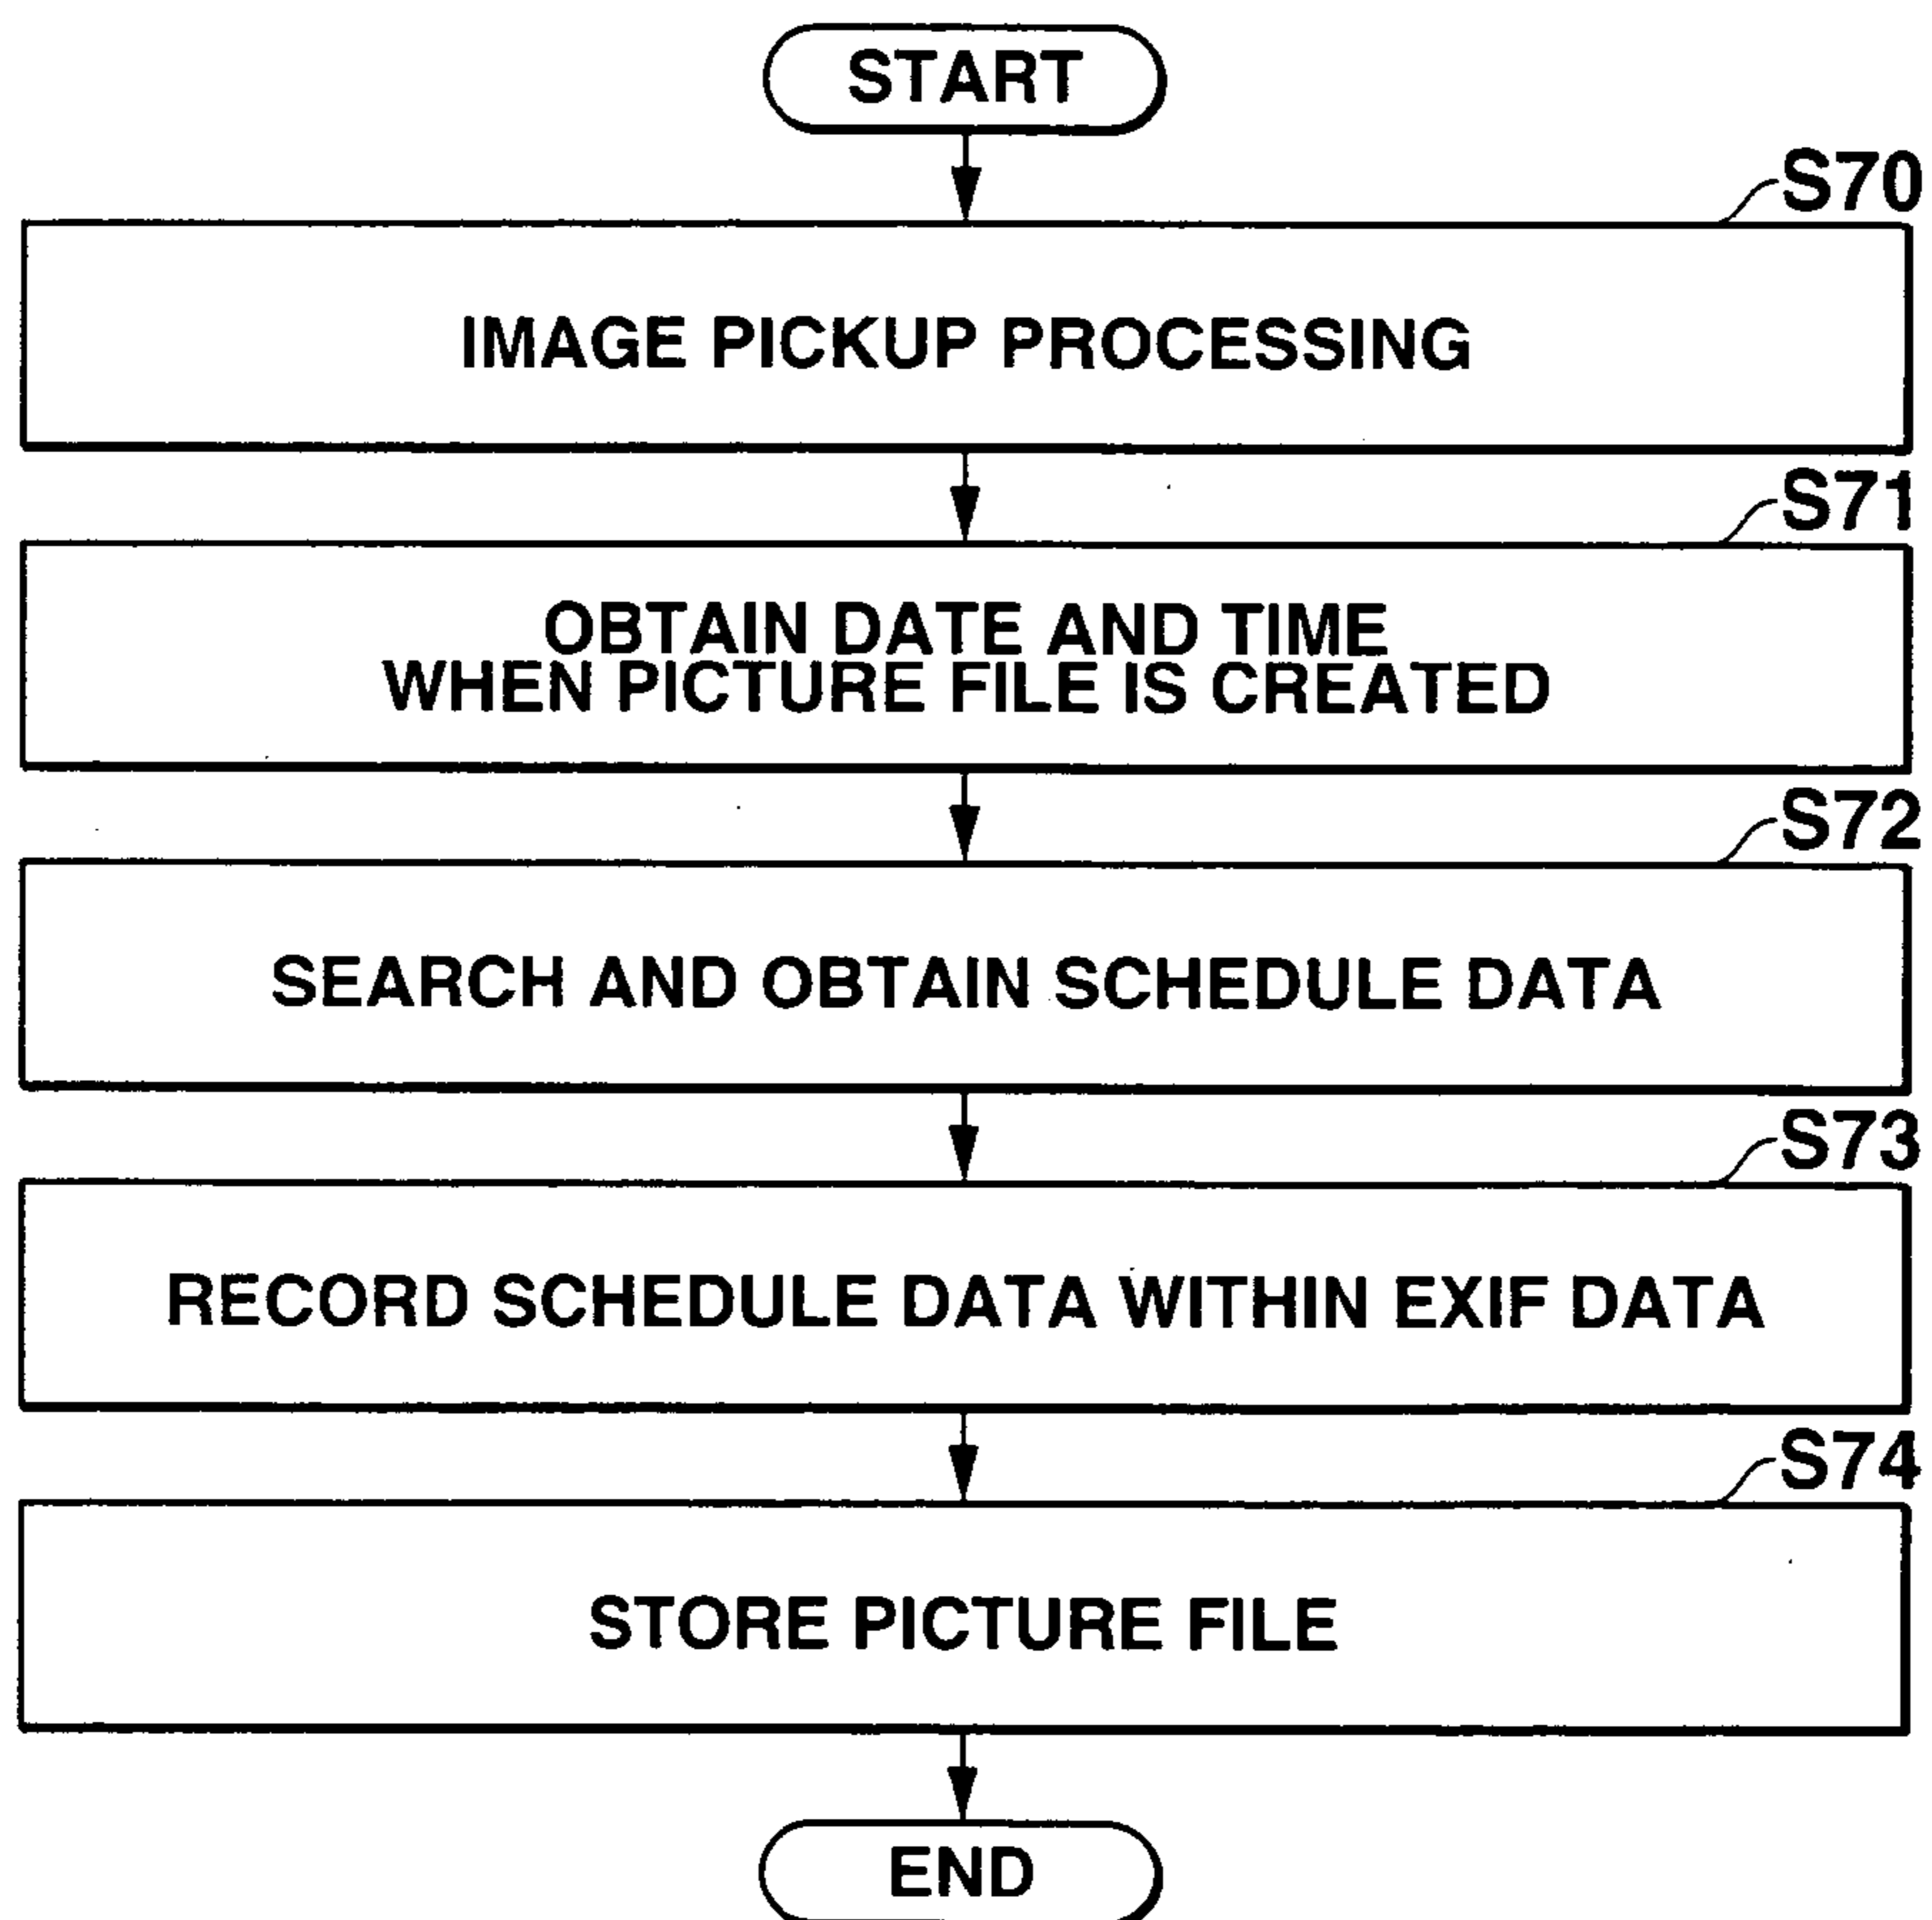 START
S70
IMAGE PICKUP PROCESSING
S71
OBTAIN DATE AND TIME
WHEN PICTURE FILE IS CREATED
S72
SEARCH AND OBTAIN SCHEDULE DATA
S73
RECORD SCHEDULE DATA WITHIN EXIF DATA
S74
STORE PICTURE FILE
END